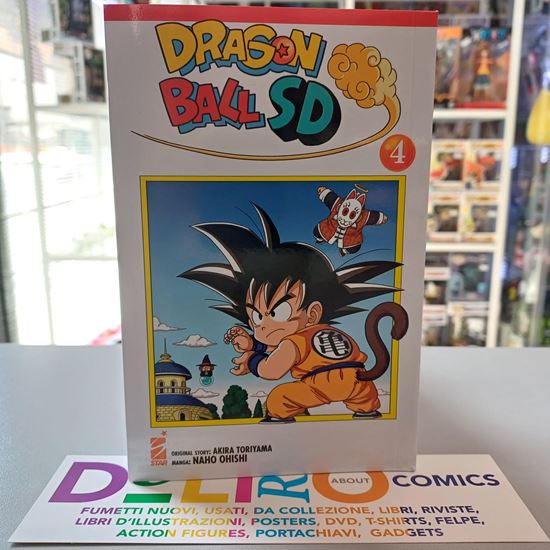 DRAGON
BALL SD
4
亀
ORIGINAL STORY: AKIRA TORIYAMA
MANGA: NAHO OHISHI
STAR
ABOUT
COMICS
FUMETTI NUOVI, USATI, DA COLLEZIONE, LIBRI, RIVISTE,
LIBRI D'ILLUSTRAZIONI, POSTERS, DVD, T-SHIRTS, FELPE,
ACTION FIGURES, PORTACHIAVI, GADGETS